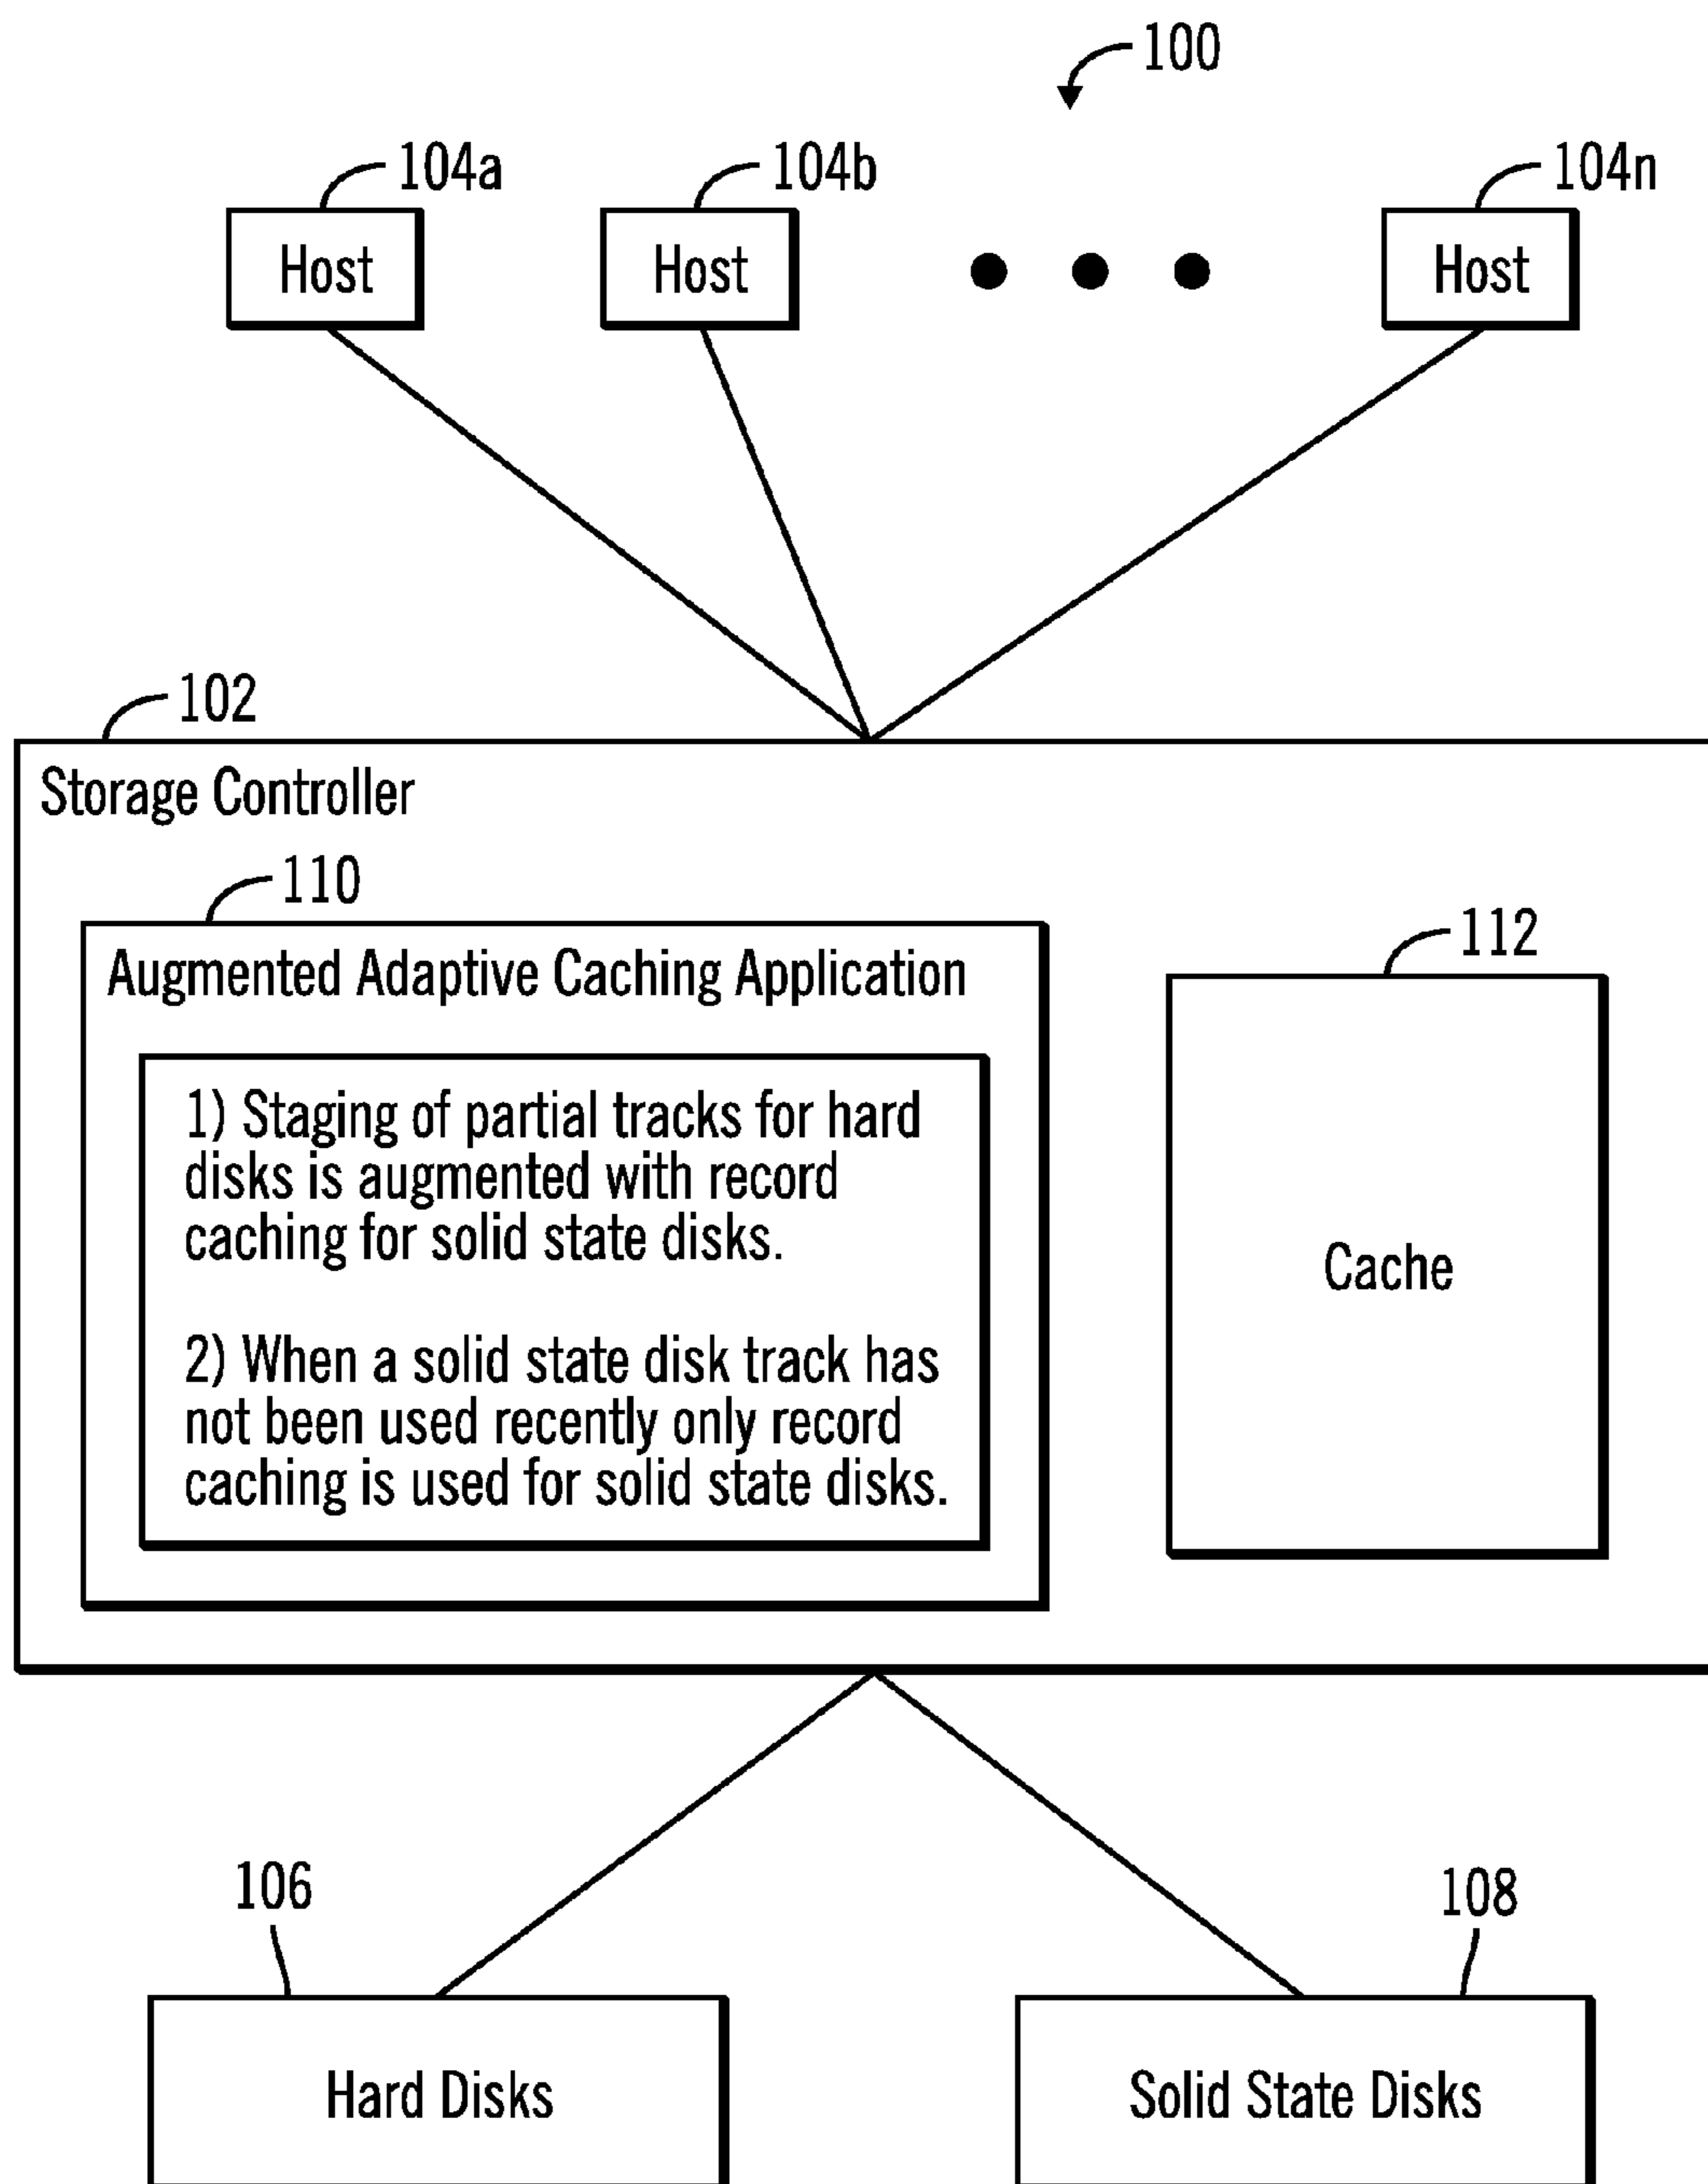 100
104a
104b
104n
Host
Host
Host
102
Storage Controller
110
Augmented Adaptive Caching Application
112
1) Staging of partial tracks for hard
disks is augmented with record
caching for solid state disks.
2) When a solid state disk track has
not been used recently only record
caching is used for solid state disks.
Cache
106
108
Hard Disks
Solid State Disks